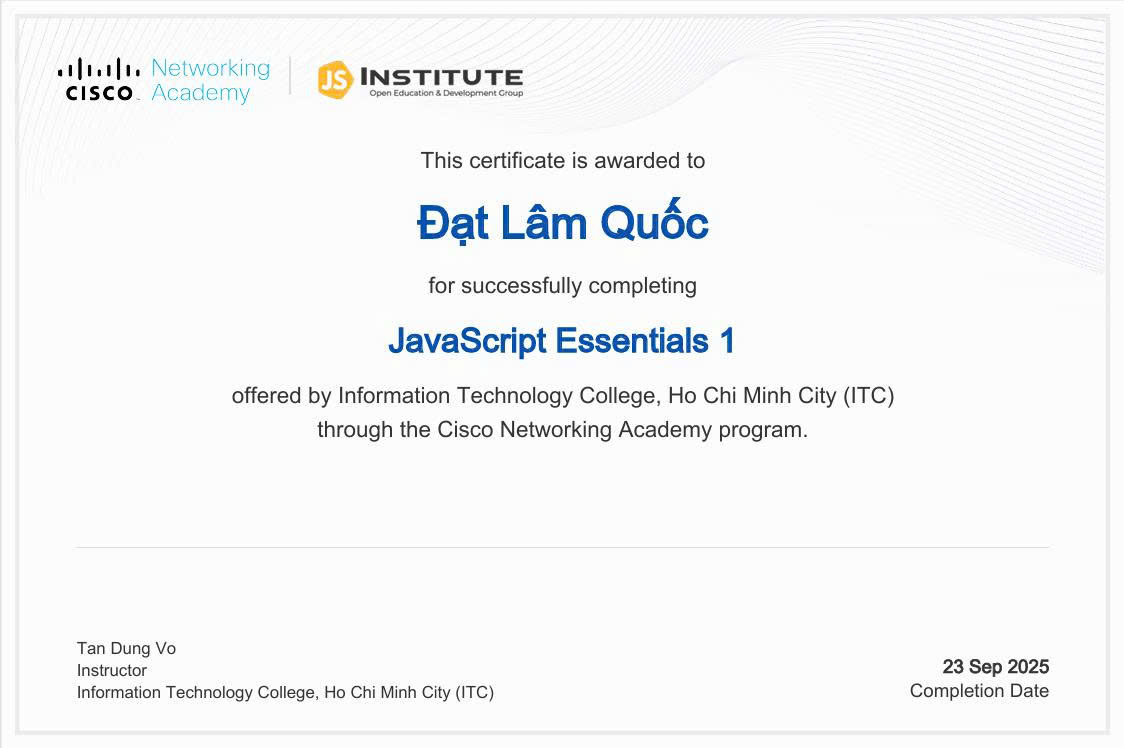 CISCO Networking Academy
JS INSTITUTE
Open Education & Development Group
This certificate is awarded to
Đạt Lâm Quốc
for successfully completing
JavaScript Essentials 1
offered by Information Technology College, Ho Chi Minh City (ITC)
through the Cisco Networking Academy program.
Tan Dung Vo
Instructor
Information Technology College, Ho Chi Minh City (ITC)
23 Sep 2025
Completion Date